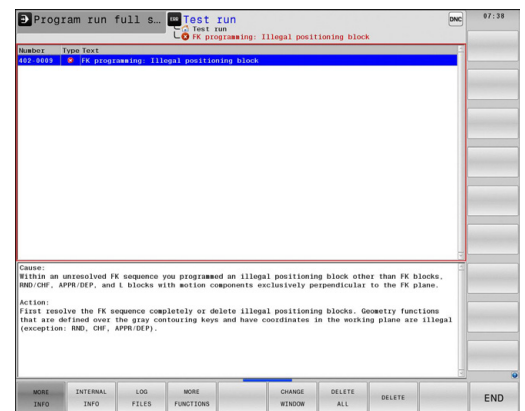 Program run full s...
ERR
Test run
Test run
FK programming: Illegal positioning block
DNC
07:38
Number Type Text
402-0009 FK programming: Illegal positioning block
Cause:
Within an unresolved FK sequence you programmed an illegal positioning block other than FK blocks,
RND/CHF, APPR/DEP, and L blocks with motion components exclusively perpendicular to the FK plane.
Action:
First resolve the FK sequence completely or delete illegal positioning blocks. Geometry functions
that are defined over the gray contouring keys and have coordinates in the working plane are illegal
(exception: RND, CHF, APPR/DEP).
MORE INFO
INTERNAL INFO
LOG FILES
MORE FUNCTIONS
CHANGE WINDOW
DELETE ALL
DELETE
END